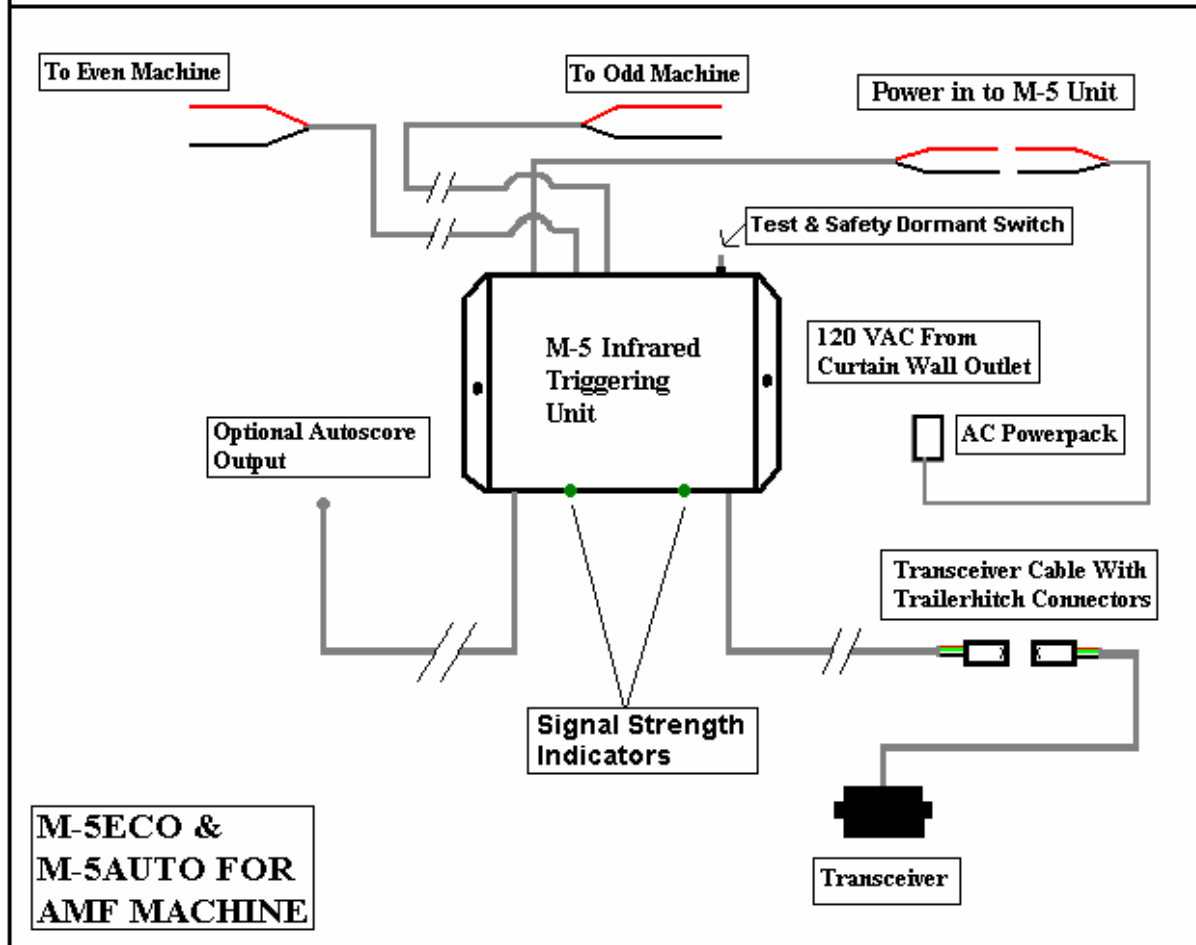 To Even Machine
To Odd Machine
Power in to M-5 Unit
Test & Safety Dormant Switch
M-5 Infrared
Triggering
Unit
120 VAC From
Curtain Wall Outlet
Optional Autoscore
Output
AC Powerpack
Transceiver Cable With
Trailerhitch Connectors
Signal Strength
Indicators
M-5ECO &
M-5AUTO FOR
AMF MACHINE
Transceiver